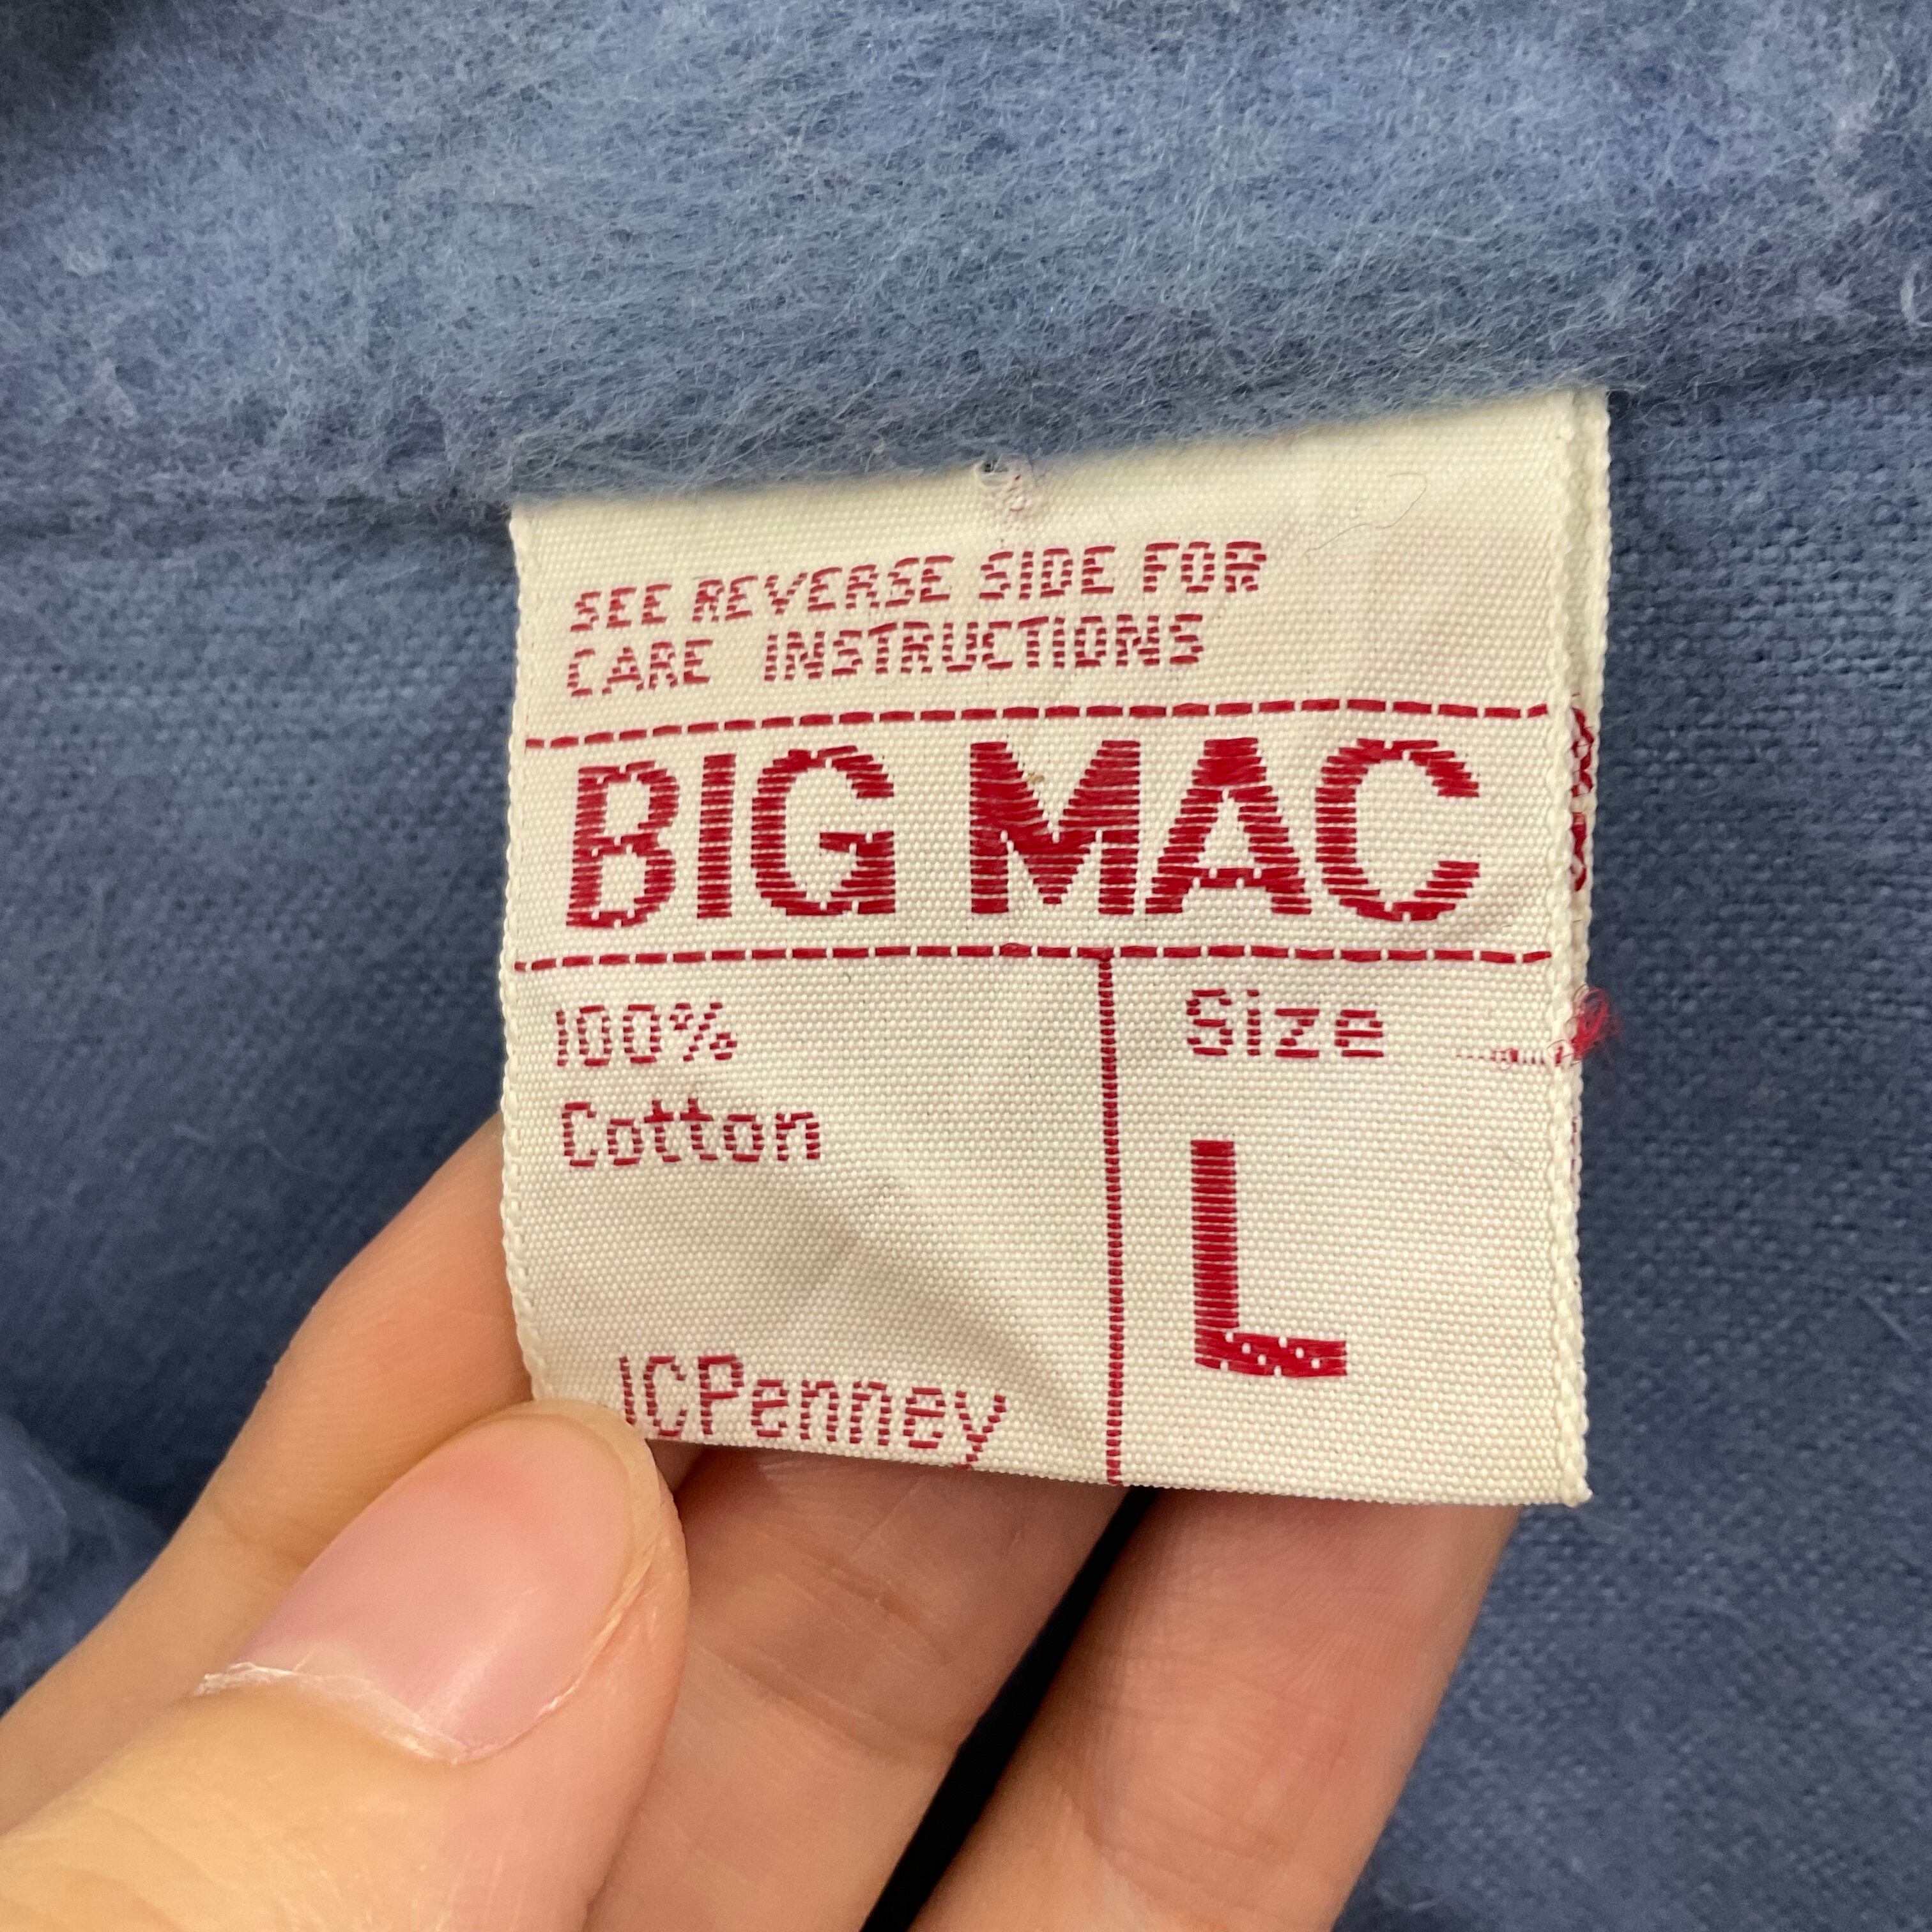 SEE REVERSE SIDE FOR
CARE INSTRUCTIONS
BIG MAC
100%
Cotton
Size
L
JCPenney